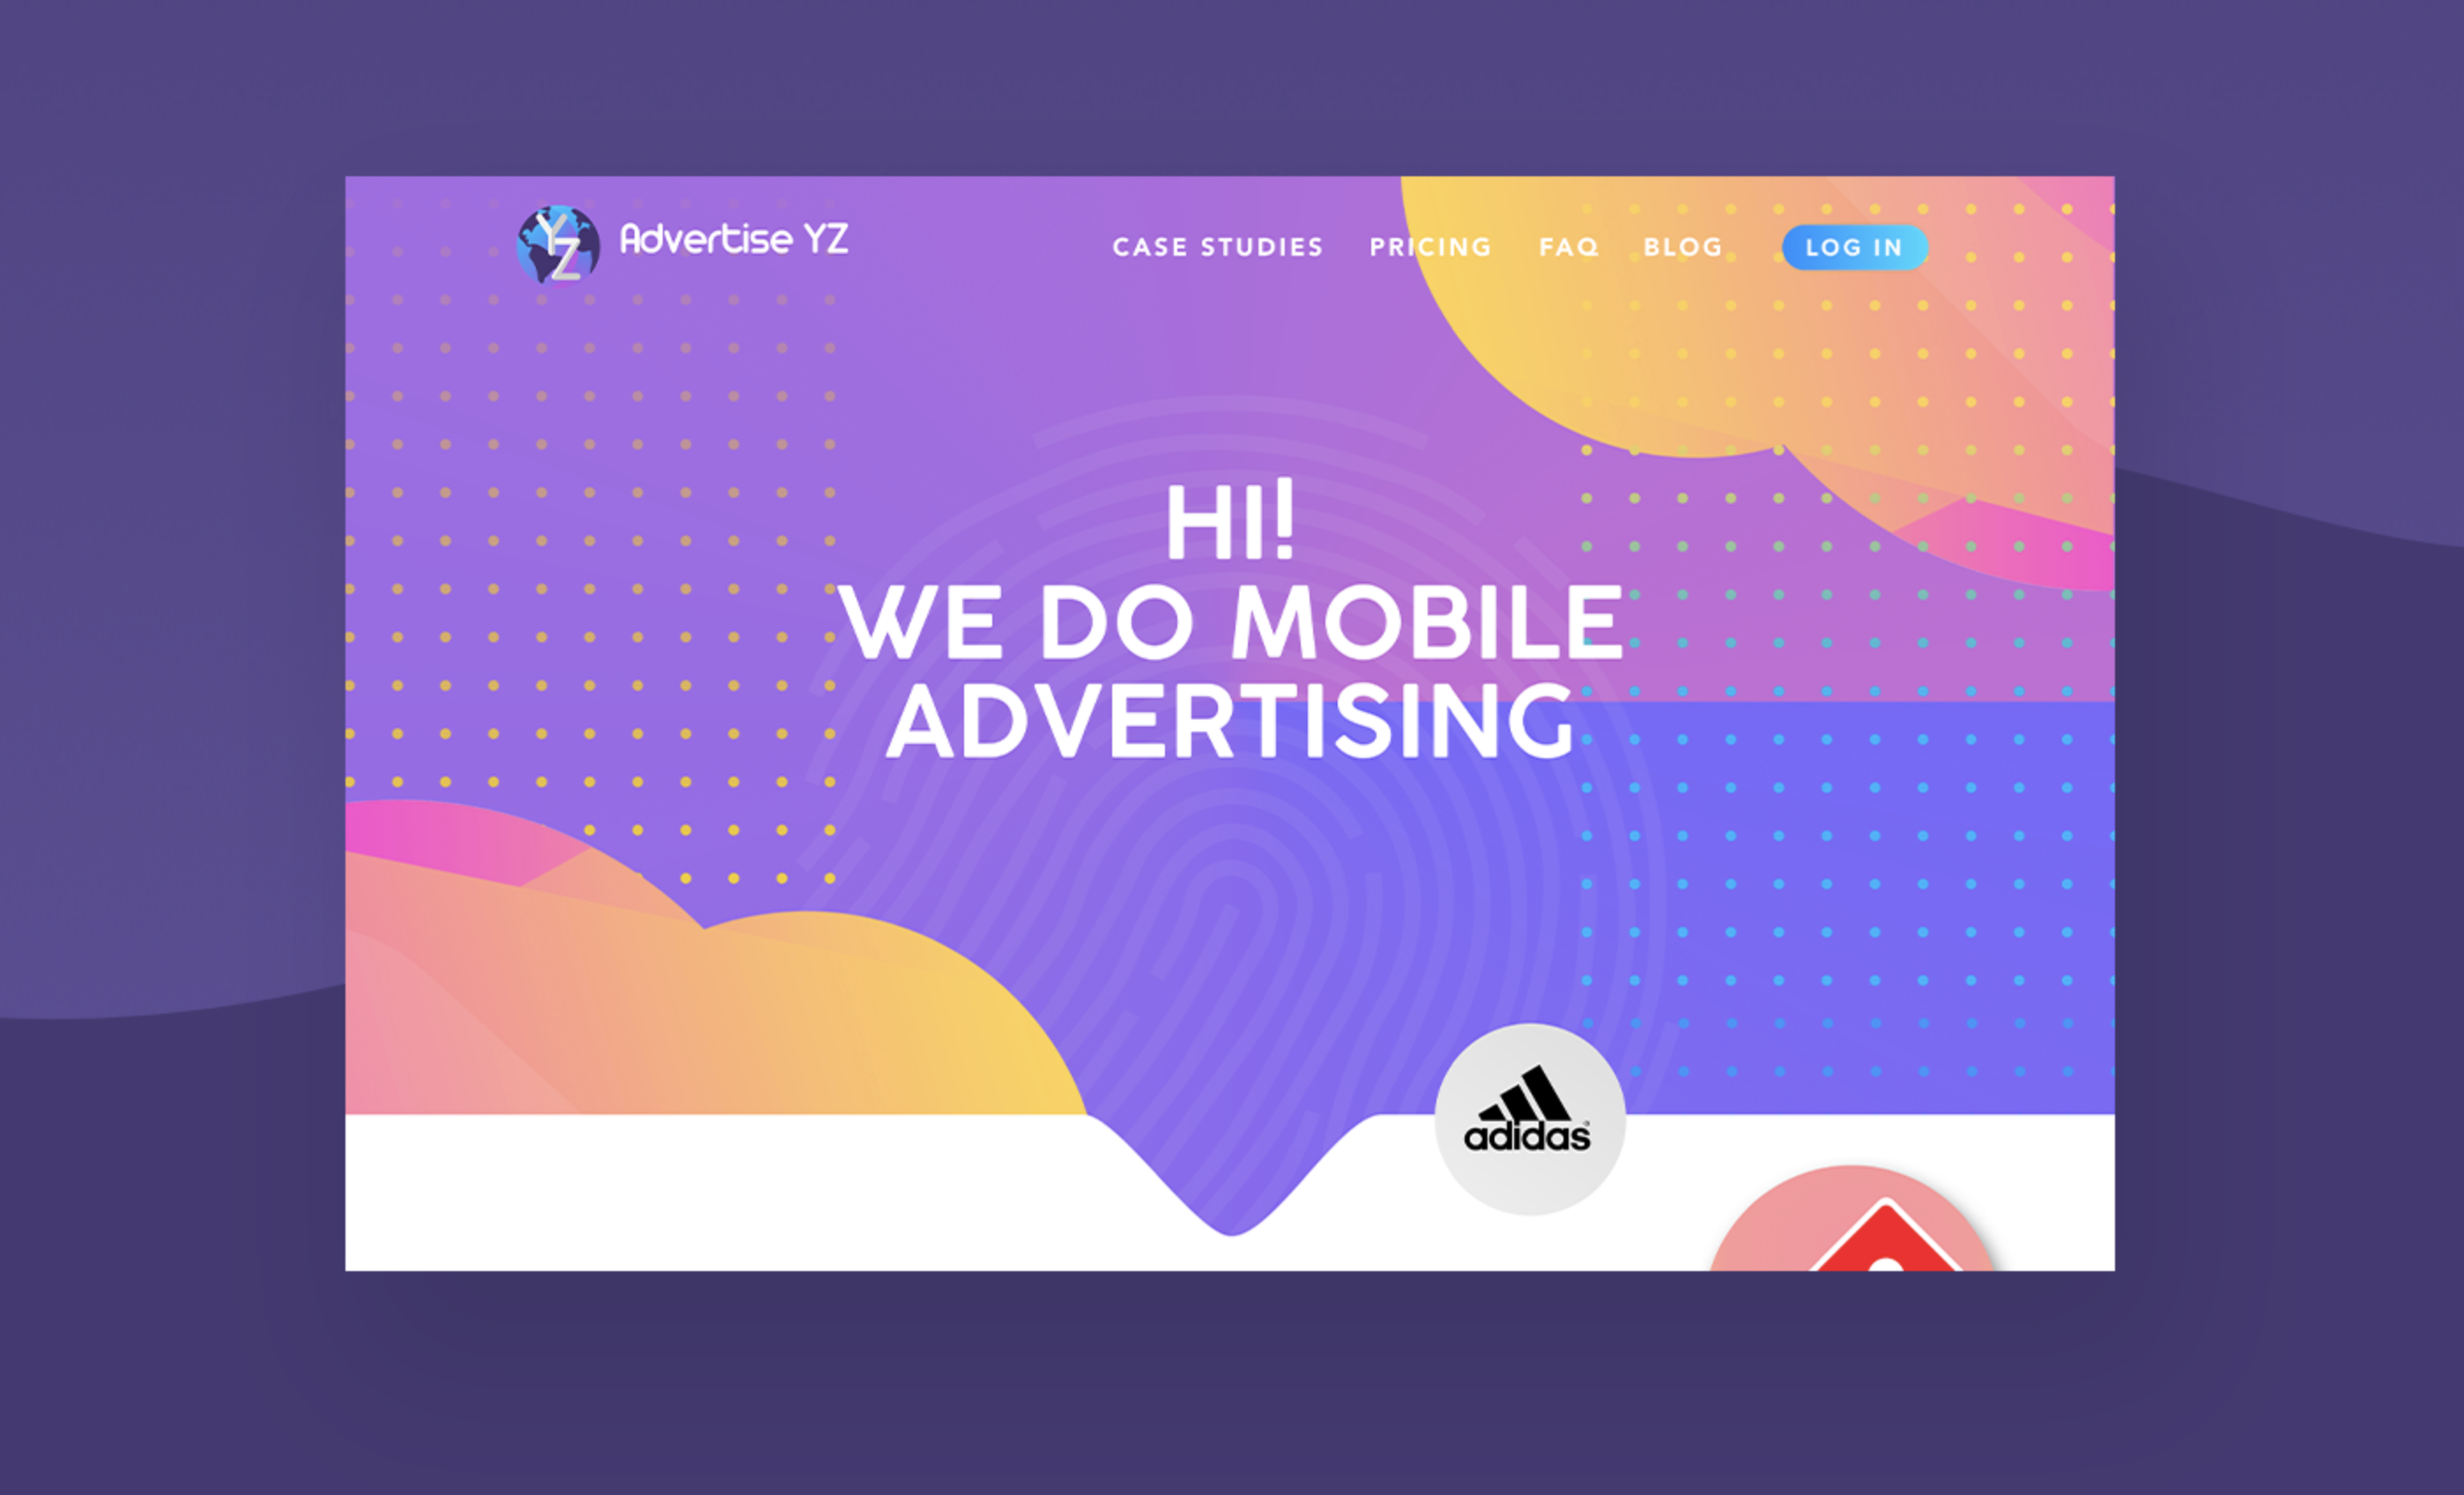 YZ
Advertise YZ
CASE STUDIES PRICING FAQ BLOG LOG IN
HI!
WE DO MOBILE
ADVERTISING
adidas